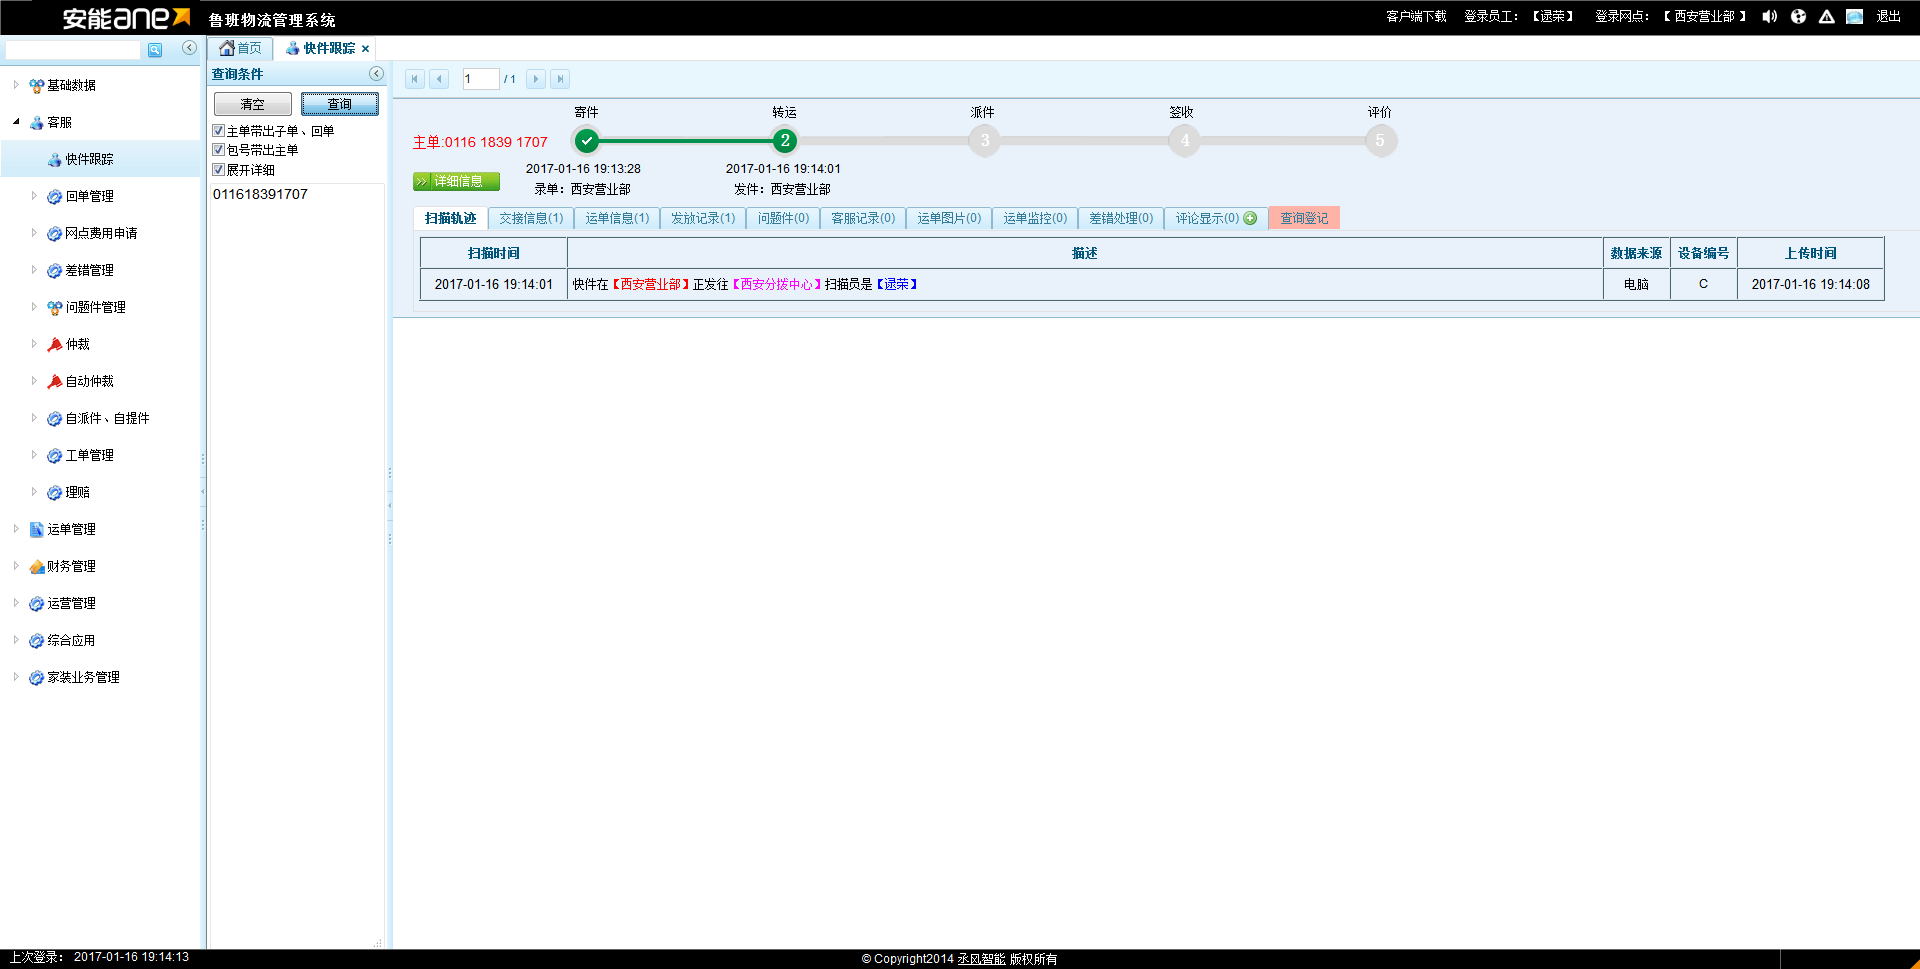 安能ane 鲁班物流管理系统 客户端下载 登录员工：【逯荣】 登录网点：【 西安营业部 】 退出
首页 快件跟踪 ×
基础数据
客服
快件跟踪
回单管理
网点费用申请
差错管理
问题件管理
仲裁
自动仲裁
自派件、自提件
工单管理
理赔
运单管理
财务管理
运营管理
综合应用
家装业务管理
查询条件
清空 查询
主单带出子单、回单
包号带出主单
展开详细
011618391707
1 / 1
寄件 转运 派件 签收 评价
主单:0116 1839 1707 2 3 4 5
2017-01-16 19:13:28 2017-01-16 19:14:01
详细信息 录单：西安营业部 发件：西安营业部
扫描轨迹 交接信息(1) 运单信息(1) 发放记录(1) 问题件(0) 客服记录(0) 运单图片(0) 运单监控(0) 差错处理(0) 评论显示(0) 查询登记
扫描时间 描述 数据来源 设备编号 上传时间
2017-01-16 19:14:01 快件在【西安营业部】正发往【西安分拨中心】扫描员是【逯荣】 电脑 C 2017-01-16 19:14:08
上次登录： 2017-01-16 19:14:13 © Copyright2014 丞风智能 版权所有